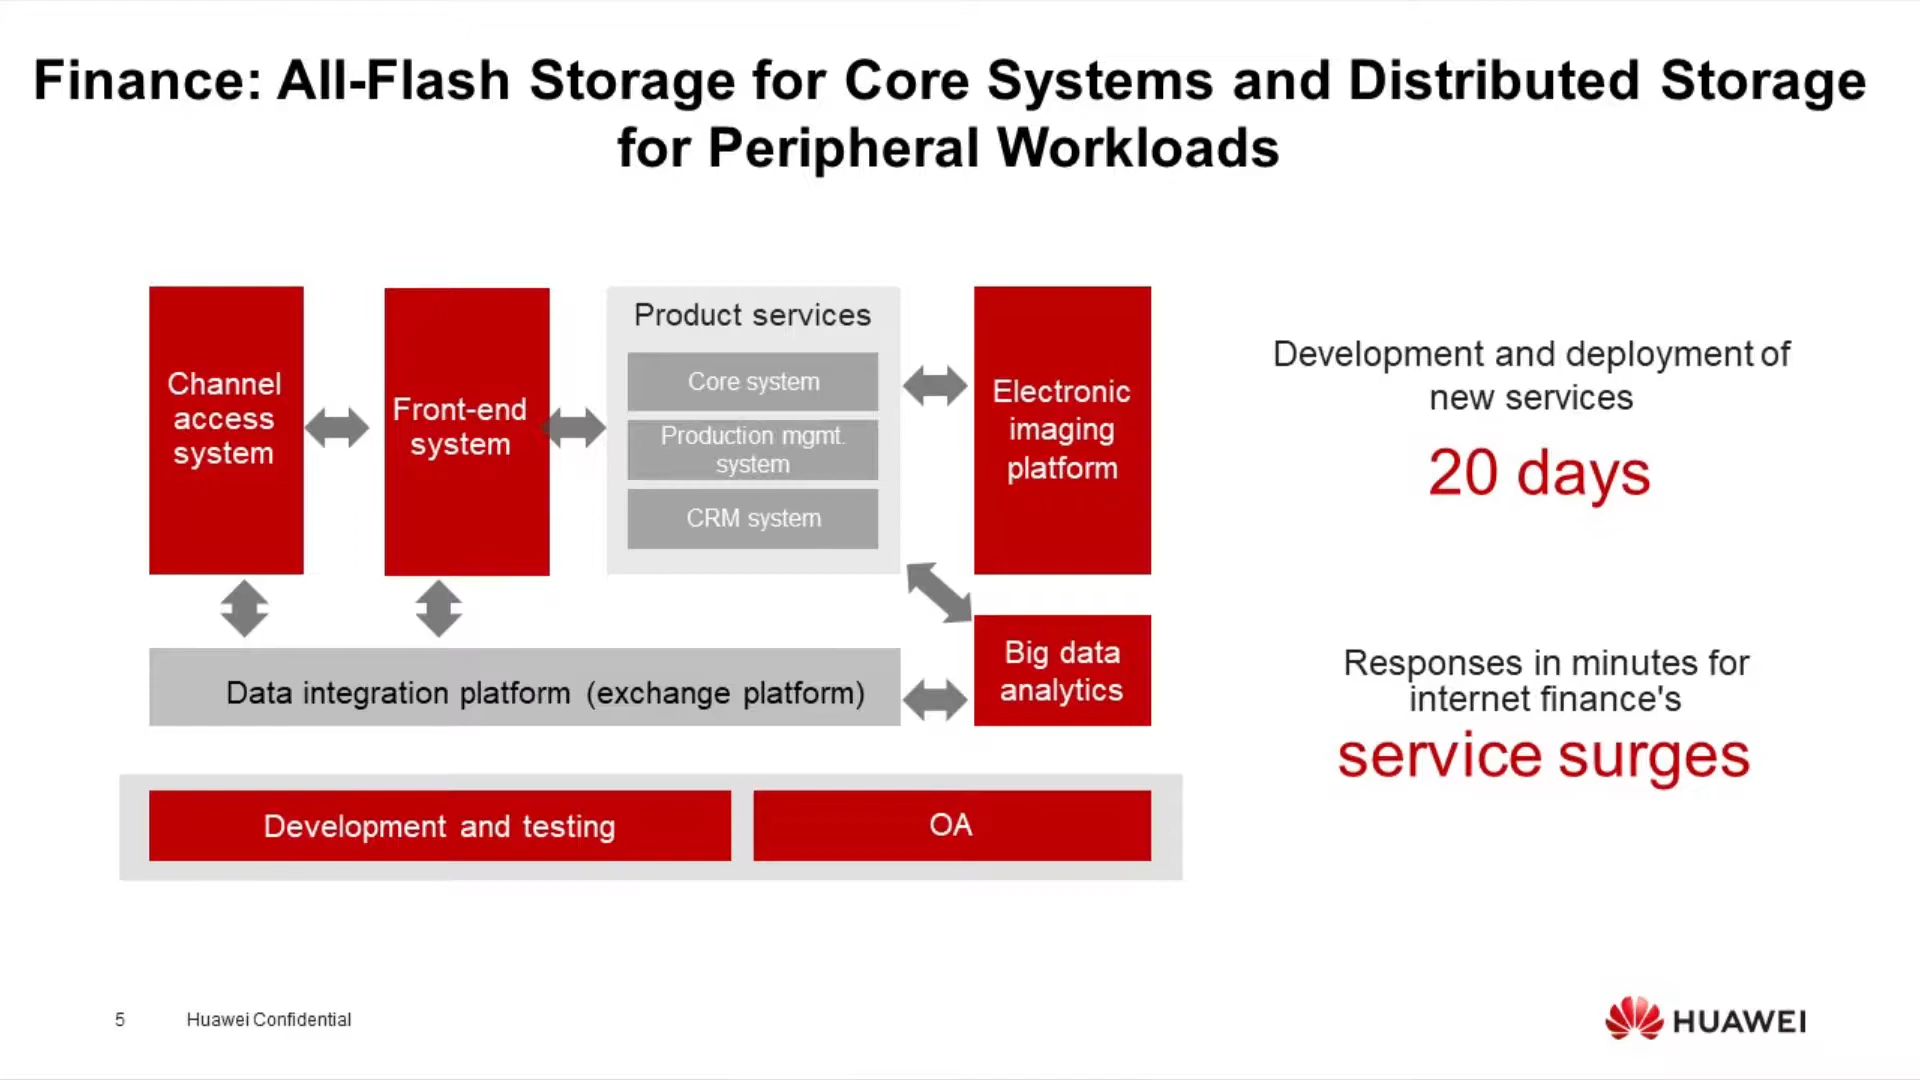 Finance: All-Flash Storage for Core Systems and Distributed Storage
for Peripheral Workloads
Channel
access
system
Front-end
system
Product services
Core system
Production mgmt.
system
CRM system
Electronic
imaging
platform
Data integration platform (exchange platform)
Big data
analytics
Development and testing
OA
Development and deployment of
new services
20 days
Responses in minutes for
internet finance's
service surges
5
Huawei Confidential
HUAWEI